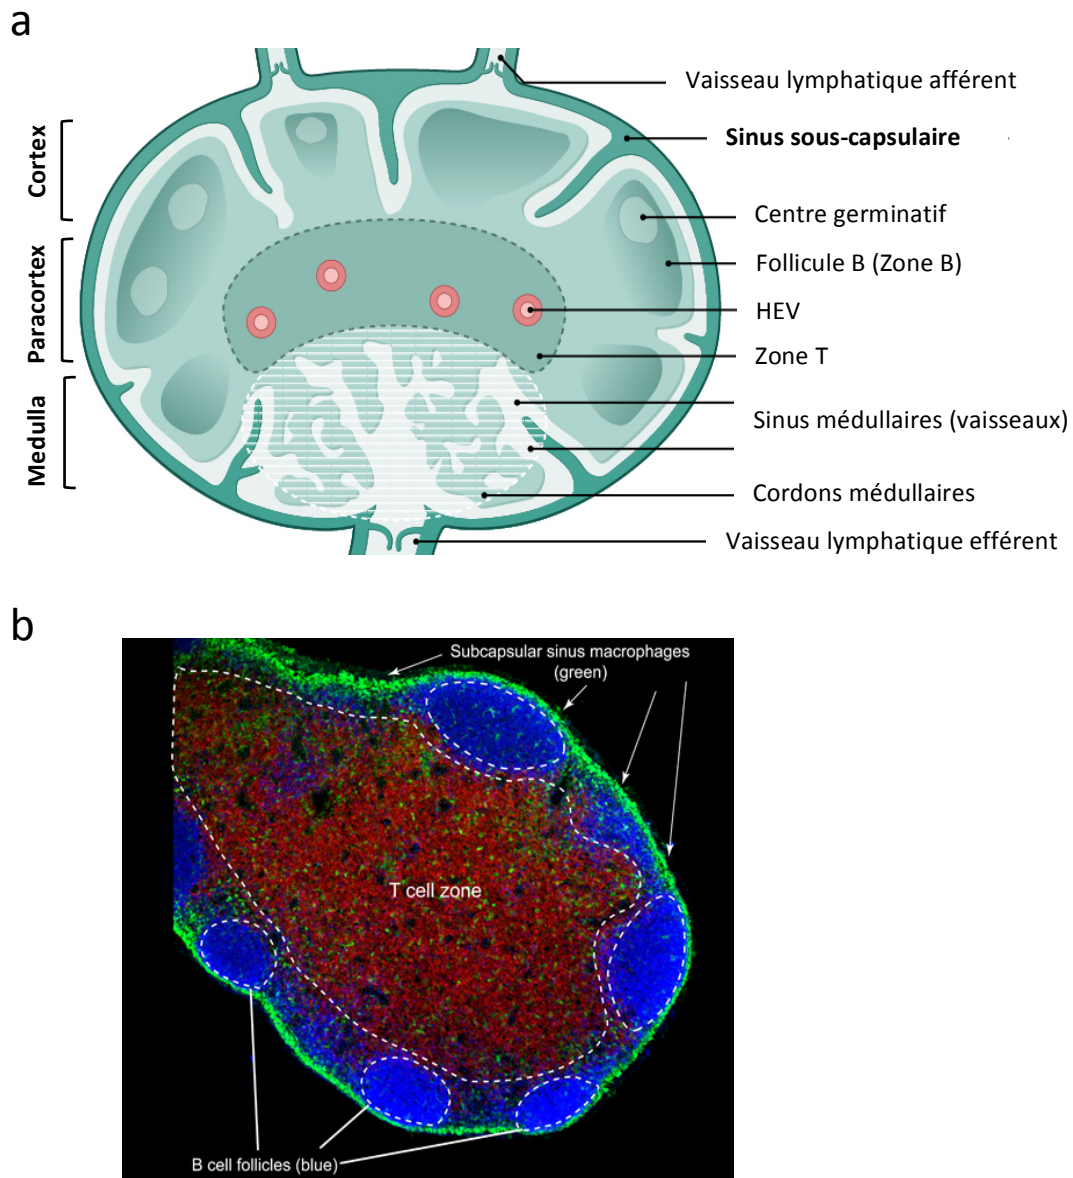 a
Vaisseau lymphatique afférent
Sinus sous-capsulaire
Centre germinatif
Follicule B (Zone B)
HEV
Zone T
Sinus médullaires (vaisseaux)
Cordons médullaires
Vaisseau lymphatique efférent
Cortex
Paracortex
Medulla
b
Subcapsular sinus macrophages
(green)
T cell zone
B cell follicles (blue)